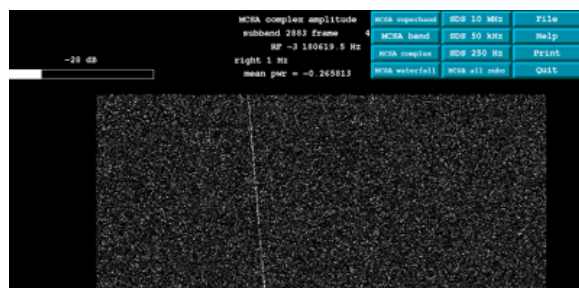 MCSA complex amplitude
subband 2883 frame 4
RF -3 180619.5 Hz
right 1 Hz
mean pwr = -0.265813
-28 dB
MCSA superband SDS 10 MHz File
MCSA band SDS 50 kHz Help
MCSA complex SDS 250 Hz Print
MCSA waterfall MCSA all subs Quit